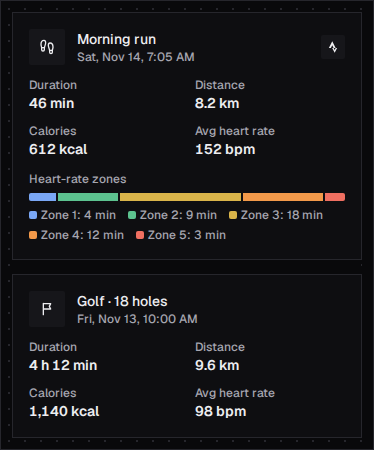 Morning run
Sat, Nov 14, 7:05 AM
Duration
46 min
Distance
8.2 km
Calories
612 kcal
Avg heart rate
152 bpm
Heart-rate zones
Zone 1: 4 min
Zone 2: 9 min
Zone 3: 18 min
Zone 4: 12 min
Zone 5: 3 min
Golf · 18 holes
Fri, Nov 13, 10:00 AM
Duration
4 h 12 min
Distance
9.6 km
Calories
1,140 kcal
Avg heart rate
98 bpm